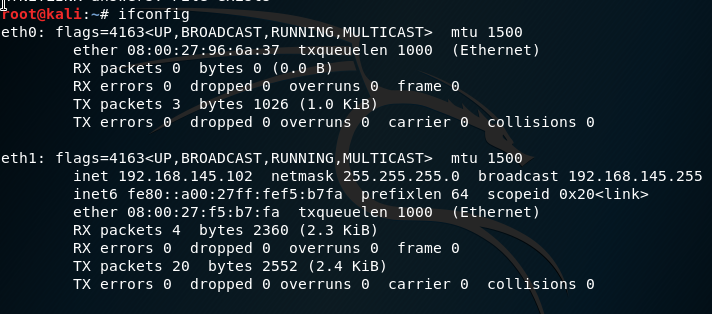 root@kali:~# ifconfig
eth0: flags=4163<UP,BROADCAST,RUNNING,MULTICAST>  mtu 1500
        ether 08:00:27:96:6a:37  txqueuelen 1000  (Ethernet)
        RX packets 0  bytes 0 (0.0 B)
        RX errors 0  dropped 0  overruns 0  frame 0
        TX packets 3  bytes 1026 (1.0 KiB)
        TX errors 0  dropped 0 overruns 0  carrier 0  collisions 0

eth1: flags=4163<UP,BROADCAST,RUNNING,MULTICAST>  mtu 1500
        inet 192.168.145.102  netmask 255.255.255.0  broadcast 192.168.145.255
        inet6 fe80::a00:27ff:fef5:b7fa  prefixlen 64  scopeid 0x20<link>
        ether 08:00:27:f5:b7:fa  txqueuelen 1000  (Ethernet)
        RX packets 4  bytes 2360 (2.3 KiB)
        RX errors 0  dropped 0  overruns 0  frame 0
        TX packets 20  bytes 2552 (2.4 KiB)
        TX errors 0  dropped 0 overruns 0  carrier 0  collisions 0